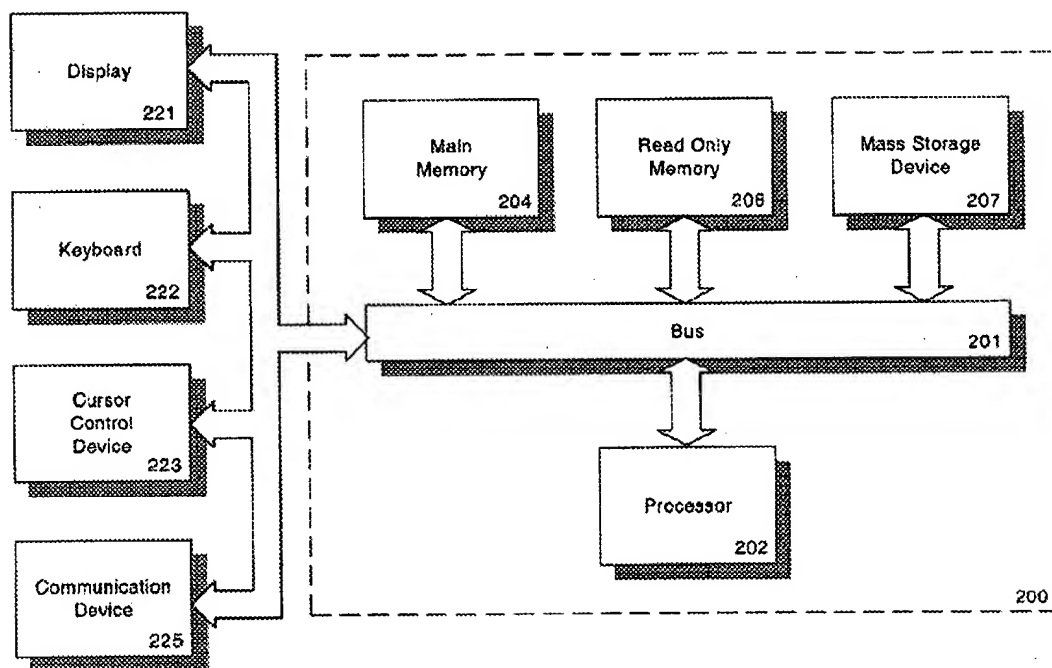 Display
221
Keyboard
222
Cursor
Control
Device
223
Communication
Device
225
Main
Memory
204
Read Only
Memory
206
Mass Storage
Device
207
Bus
201
Processor
202
200